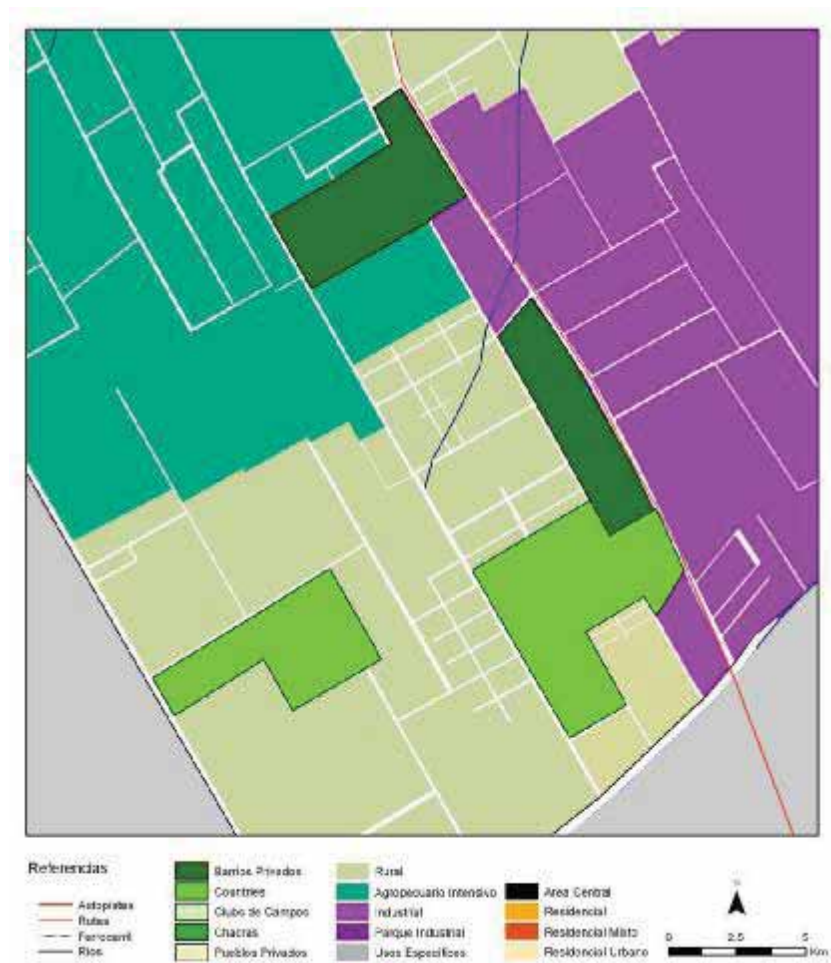 Referencias
Autopistas
Rutas
Ferrocarril
Rios
Barrios Privados
Countries
Clubs de Campos
Chacras
Pueblos Privados
Rural
Agropecuario Intensivo
Industrial
Parque Industrial
Usos Específicos
Area Central
Residencial
Residencial Mixto
Residencial Urbano
0 2.5 5
Km